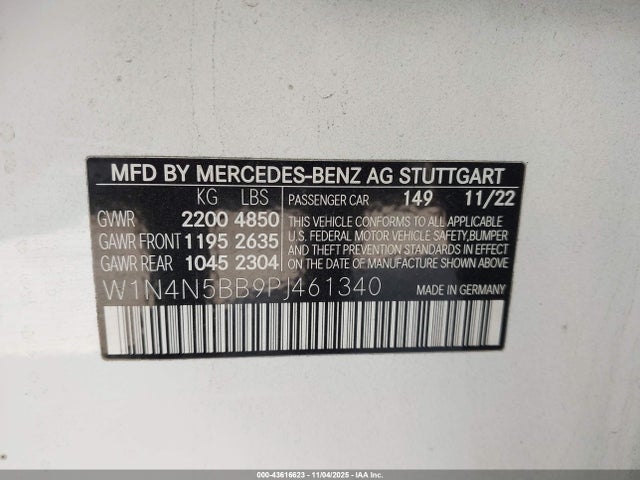 MFD BY MERCEDES-BENZ AG STUTTGART
KG LBS PASSENGER CAR 149 11/22
GVWR 2200 4850
GAWR FRONT 1195 2635
GAWR REAR 1045 2304
THIS VEHICLE CONFORMS TO ALL APPLICABLE
U.S. FEDERAL MOTOR VEHICLE SAFETY, BUMPER
AND THEFT PREVENTION STANDARDS IN EFFECT
ON THE DATE OF MANUFACTURE SHOWN ABOVE.
W1N4N5BB9PJ461340 MADE IN GERMANY
000-43616623 11/04/2025 IAAI.COM